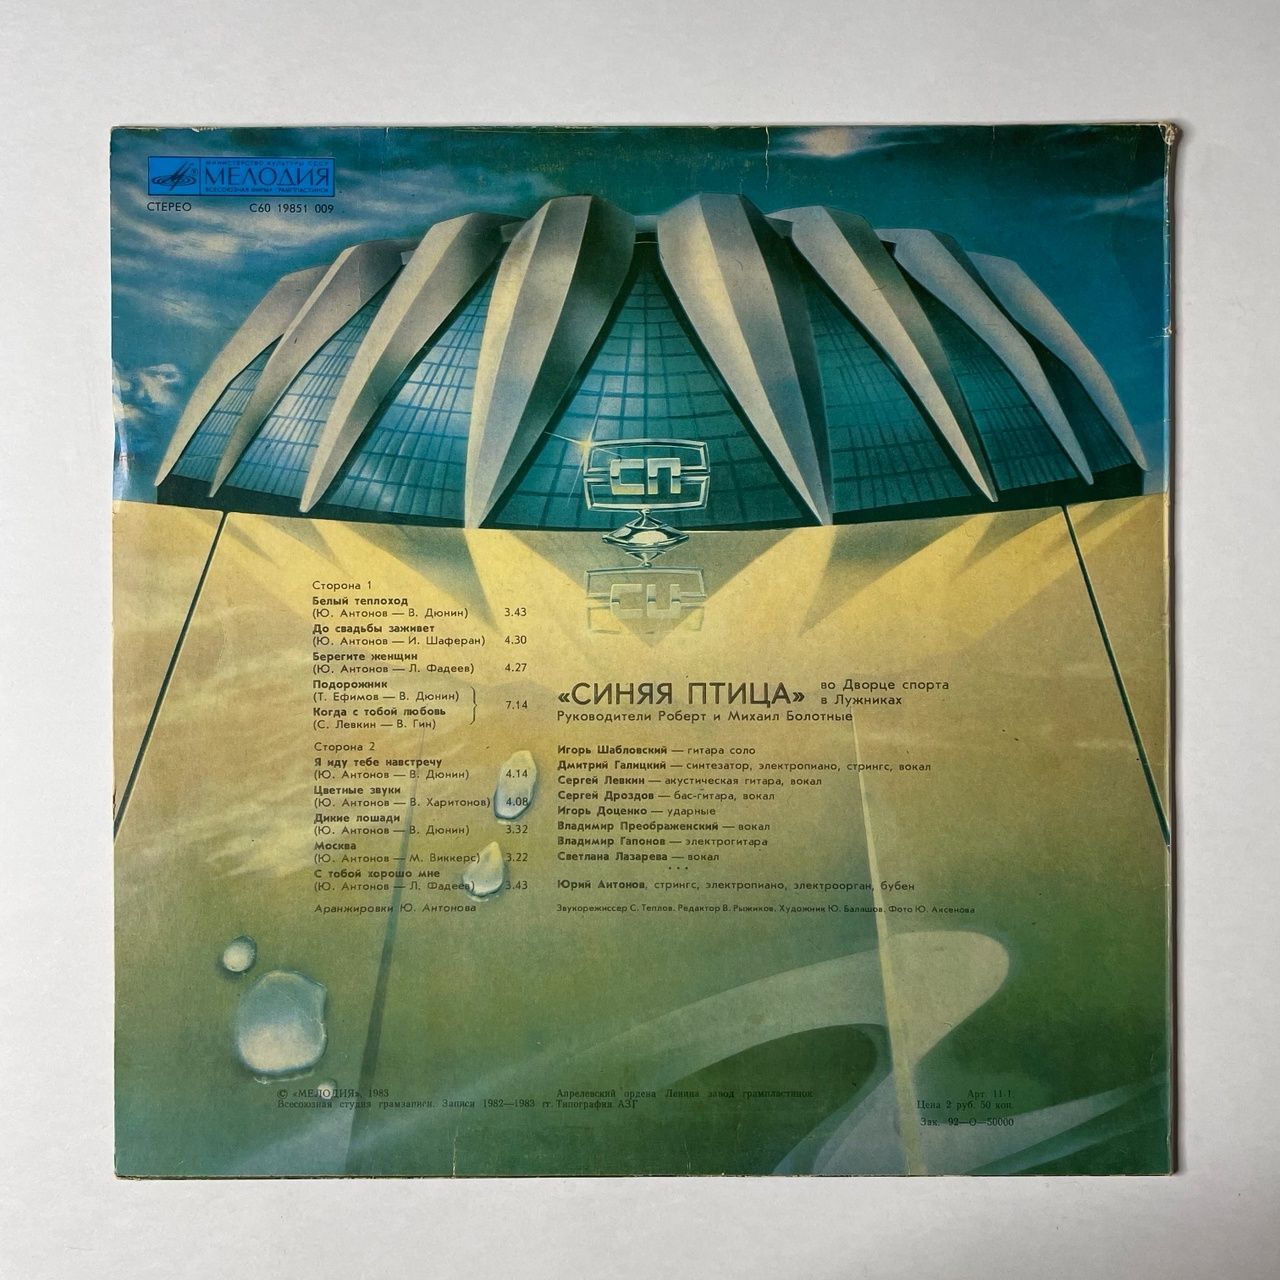 МИНИСТЕРСТВО КУЛЬТУРЫ СССР
МЕЛОДИЯ
ВСЕСОЮЗНАЯ ФИРМА ГРАМПЛАСТИНОК
СТЕРЕО С60 19851 009
СП
Сторона 1
Белый теплоход
(Ю. Антонов — В. Дюнин) 3.43
До свадьбы заживет
(Ю. Антонов — И. Шаферан) 4.30
Берегите женщин
(Ю. Антонов — Л. Фадеев) 4.27
Подорожник
(Т. Ефимов — В. Дюнин)
7.14
Когда с тобой любовь
(С. Левкин — В. Гин)
Сторона 2
Я иду тебе навстречу
(Ю. Антонов — В. Дюнин) 4.14
Цветные звуки
(Ю. Антонов — В. Харитонов) 4.08
Дикие лошади
(Ю. Антонов — В. Дюнин) 3.32
Москва
(Ю. Антонов — М. Виккерс) 3.22
С тобой хорошо мне
(Ю. Антонов — Л. Фадеев) 3.43
Аранжировки Ю. Антонова
«СИНЯЯ ПТИЦА» во Дворце спорта
в Лужниках
Руководители Роберт и Михаил Болотные
Игорь Шабловский — гитара соло
Дмитрий Галицкий — синтезатор, электропиано, стрингс, вокал
Сергей Левкин — акустическая гитара, вокал
Сергей Дроздов — бас-гитара, вокал
Игорь Доценко — ударные
Владимир Преображенский — вокал
Владимир Гапонов — электрогитара
Светлана Лазарева — вокал
• • •
Юрий Антонов, стрингс, электропиано, электроорган, бубен
Звукорежиссер С. Теплов. Редактор В. Рыжиков. Художник Ю. Балашов. Фото Ю. Аксенова
© «МЕЛОДИЯ», 1983
Всесоюзная студия грамзаписи. Записи 1982—1983 гг.
Апрелевский ордена Ленина завод грампластинок
Типография АЗГ
Арт. 11-1.
Цена 2 руб. 50 коп.
Зак. 92—О—50000